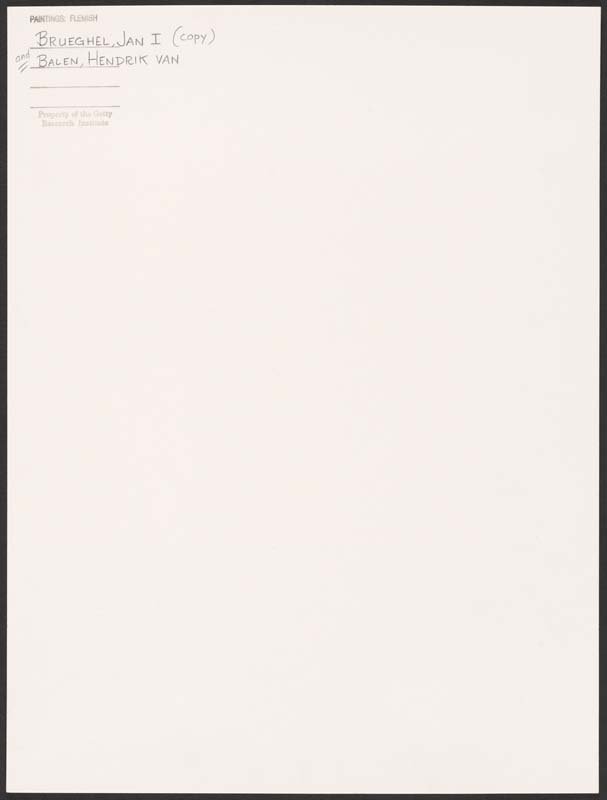 PAINTINGS: FLEMISH
BRUEGHEL, JAN I (COPY)
and BALEN, HENDRIK VAN
Property of the Getty
Research Institute